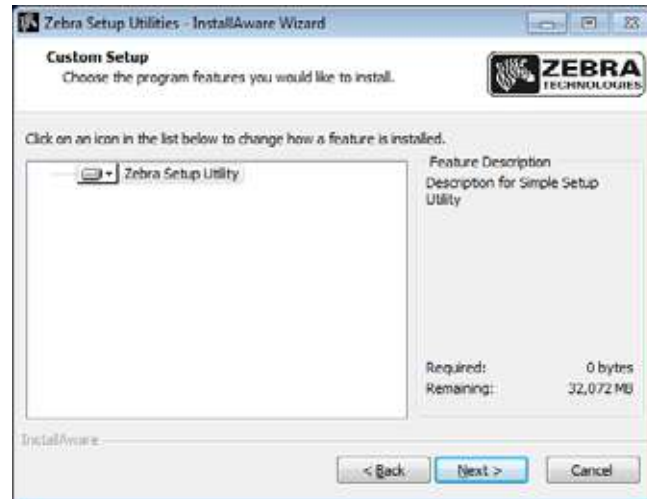 Zebra Setup Utilities - InstallAware Wizard
Custom Setup
Choose the program features you would like to install.
ZEBRA
TECHNOLOGIES
Click on an icon in the list below to change how a feature is installed.
Zebra Setup Utility
Feature Description
Description for Simple Setup
Utility
Required: 0 bytes
Remaining: 32,072 MB
InstallAware
< Back
Next >
Cancel